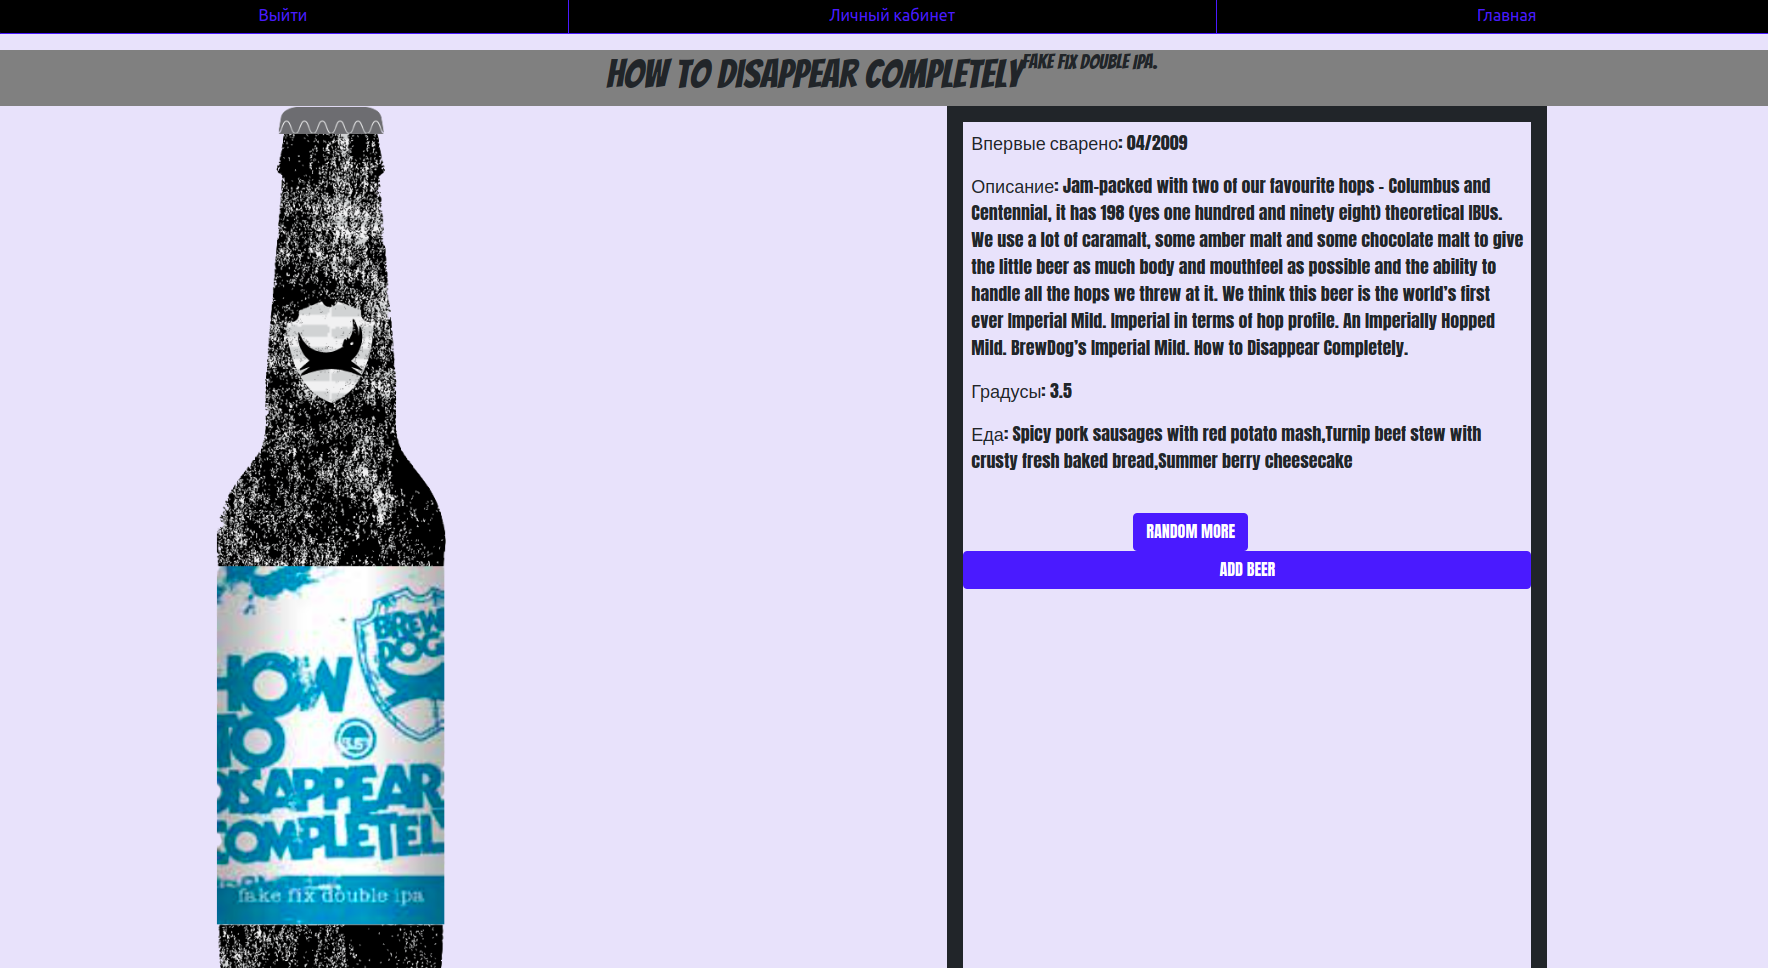 Выйти
Личный кабинет
Главная
HOW TO DISAPPEAR COMPLETELY FAKE FIX DOUBLE IPA.
Впервые сварено: 04/2009
Описание: Jam-packed with two of our favourite hops - Columbus and
Centennial, it has 198 (yes one hundred and ninety eight) theoretical IBUs.
We use a lot of caramalt, some amber malt and some chocolate malt to give
the little beer as much body and mouthfeel as possible and the ability to
handle all the hops we threw at it. We think this beer is the world's first
ever Imperial Mild. Imperial in terms of hop profile. An Imperially Hopped
Mild. BrewDog's Imperial Mild. How to Disappear Completely.
Градусы: 3.5
Еда: Spicy pork sausages with red potato mash,Turnip beef stew with
crusty fresh baked bread,Summer berry cheesecake
RANDOM MORE
ADD BEER
BREW
DOG
HOW
TO
DISAPPEAR
COMPLETELY
fake fix double ipa